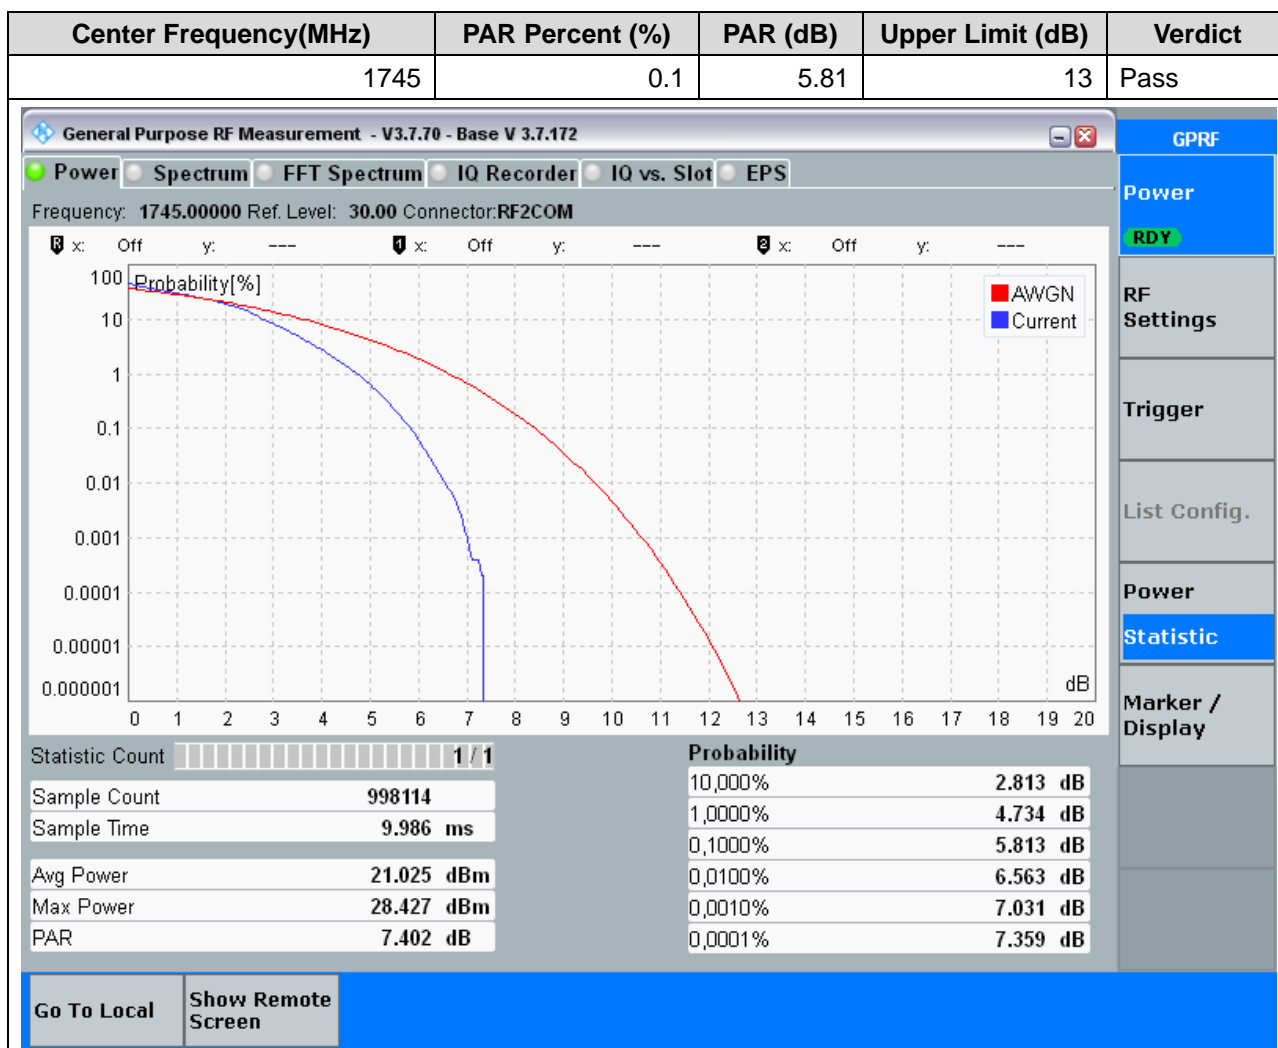 Center Frequency(MHz) PAR Percent (%) PAR (dB) Upper Limit (dB) Verdict
1745 0.1 5.81 13 Pass
General Purpose RF Measurement - V3.7.70 - Base V 3.7.172
GPRF
Power Spectrum FFT Spectrum IQ Recorder IQ vs. Slot EPS
Power
RDY
Frequency: 1745.00000 Ref. Level: 30.00 Connector:RF2COM
R x: Off y: --- 1 x: Off y: --- 2 x: Off y: ---
Probability[%]
100
10
1
0.1
0.01
0.001
0.0001
0.00001
0.000001
AWGN
Current
dB
0 1 2 3 4 5 6 7 8 9 10 11 12 13 14 15 16 17 18 19 20
RF
Settings
Trigger
List Config.
Power
Statistic
Marker /
Display
Statistic Count 1 / 1
Sample Count 998114
Sample Time 9.986 ms
Avg Power 21.025 dBm
Max Power 28.427 dBm
PAR 7.402 dB
Probability
10,000% 2.813 dB
1,0000% 4.734 dB
0,1000% 5.813 dB
0,0100% 6.563 dB
0,0010% 7.031 dB
0,0001% 7.359 dB
Go To Local
Show Remote
Screen